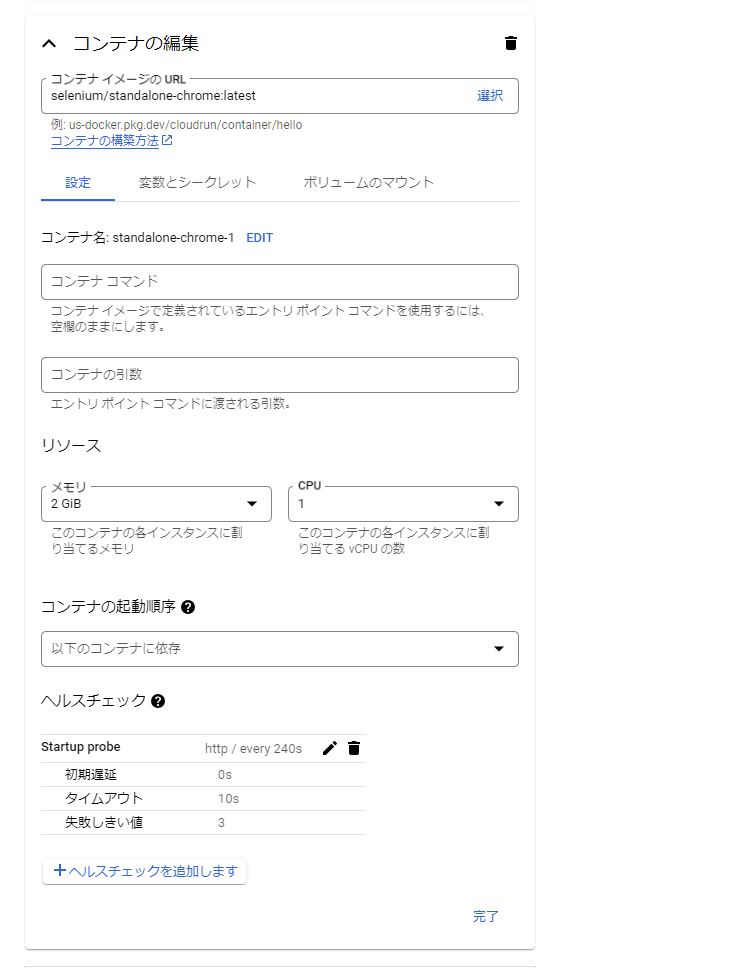 コンテナの編集
コンテナ イメージの URL
selenium/standalone-chrome:latest
選択
例: us-docker.pkg.dev/cloudrun/container/hello
コンテナの構築方法
設定
変数とシークレット
ボリュームのマウント
コンテナ名: standalone-chrome-1 EDIT
コンテナ コマンド
コンテナ イメージで定義されているエントリ ポイント コマンドを使用するには、
空欄のままにします。
コンテナの引数
エントリ ポイント コマンドに渡される引数。
リソース
メモリ
2 GiB
このコンテナの各インスタンスに割
り当てるメモリ
CPU
1
このコンテナの各インスタンスに割
り当てる vCPU の数
コンテナの起動順序
以下のコンテナに依存
ヘルスチェック
Startup probe http / every 240s
初期遅延 0s
タイムアウト 10s
失敗しきい値 3
+ヘルスチェックを追加します
完了